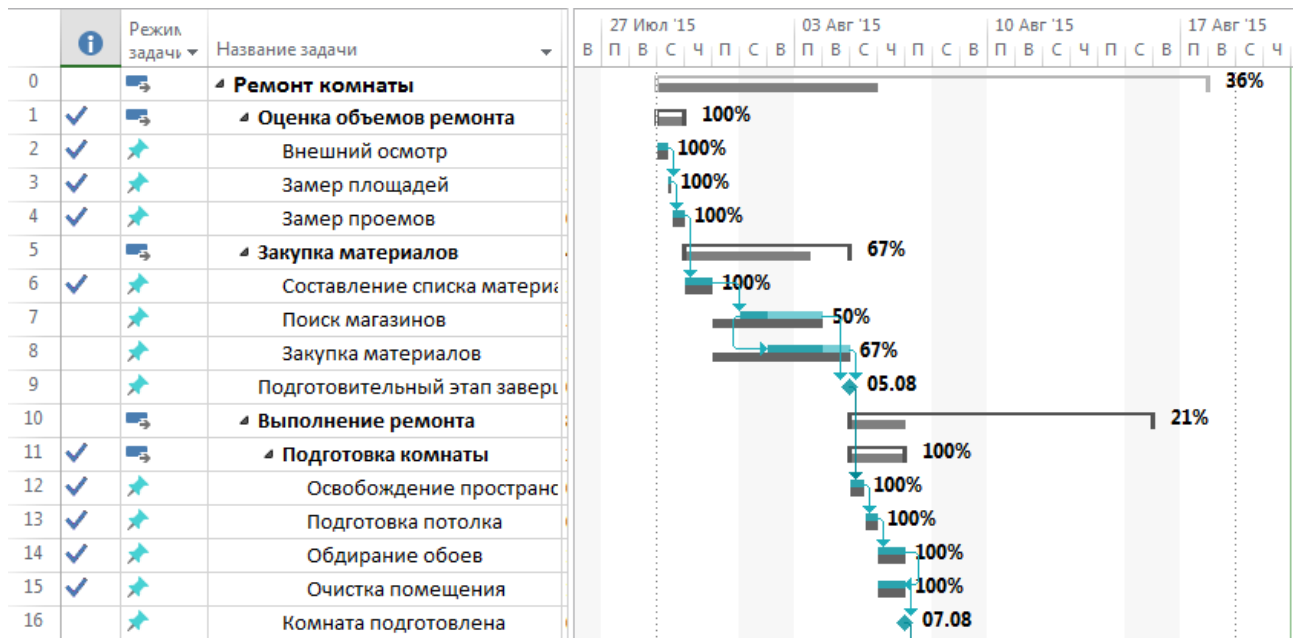 Режим задачи Название задачи 27 Июл '15 03 Авг '15 10 Авг '15 17 Авг '15
В П В С Ч П С В П В С Ч П С В П В С Ч П С В П В С Ч
0 Ремонт комнаты 36%
1 Оценка объемов ремонта 100%
2 Внешний осмотр 100%
3 Замер площадей 100%
4 Замер проемов 100%
5 Закупка материалов 67%
6 Составление списка материа 100%
7 Поиск магазинов 50%
8 Закупка материалов 67%
9 Подготовительный этап заверш 05.08
10 Выполнение ремонта 21%
11 Подготовка комнаты 100%
12 Освобождение пространс 100%
13 Подготовка потолка 100%
14 Обдирание обоев 100%
15 Очистка помещения 100%
16 Комната подготовлена 07.08